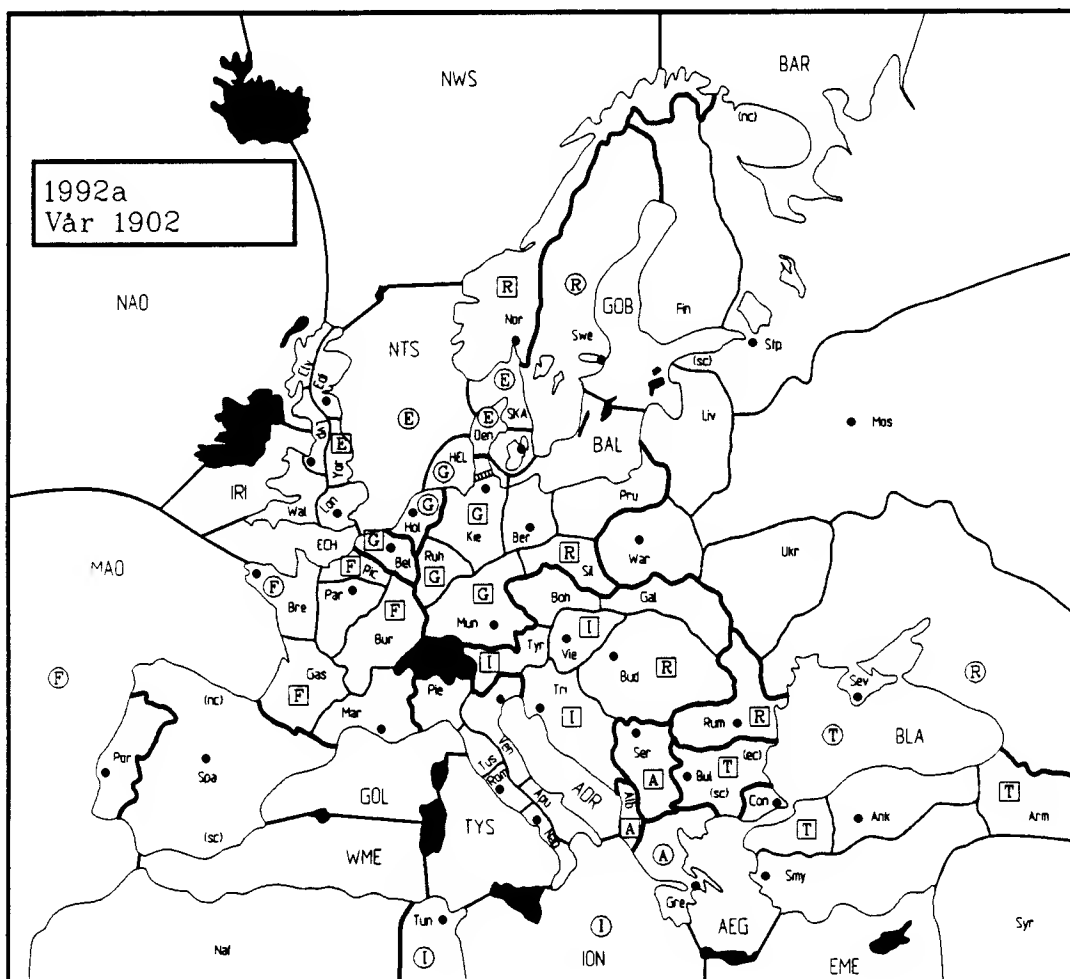 NWS
BAR
(nc)
1992a
Vår 1902
NAO
R
R
GOB
Fin
Nor
NTS
Swe
Stp
(sc)
Cly
Edi
E
SKA
E
E
Den
Mos
Liv
BAL
Lvp
E
Yor
HEL
G
IRI
Wal
Lon
G
Hol
G
Kie
Ber
Pru
War
Ukr
ECH
G
Bel
Ruh
G
R
Sil
MAO
F
Pic
F
Par
Bre
F
Bur
G
Mun
Boh
Gal
I
Vie
Tyr
I
R
Bud
Sev
R
F
(nc)
Gas
F
Mar
Pie
Tri
I
Ven
Rum
R
T
BLA
Por
Spa
Ser
A
Bul
T
(ec)
(sc)
Con
GOL
Tus
Rom
Apu
ADR
Alb
A
T
Ank
T
Arm
(sc)
WME
TYS
Nap
A
Gre
Smy
Naf
Tun
I
I
ION
AEG
EME
Syr